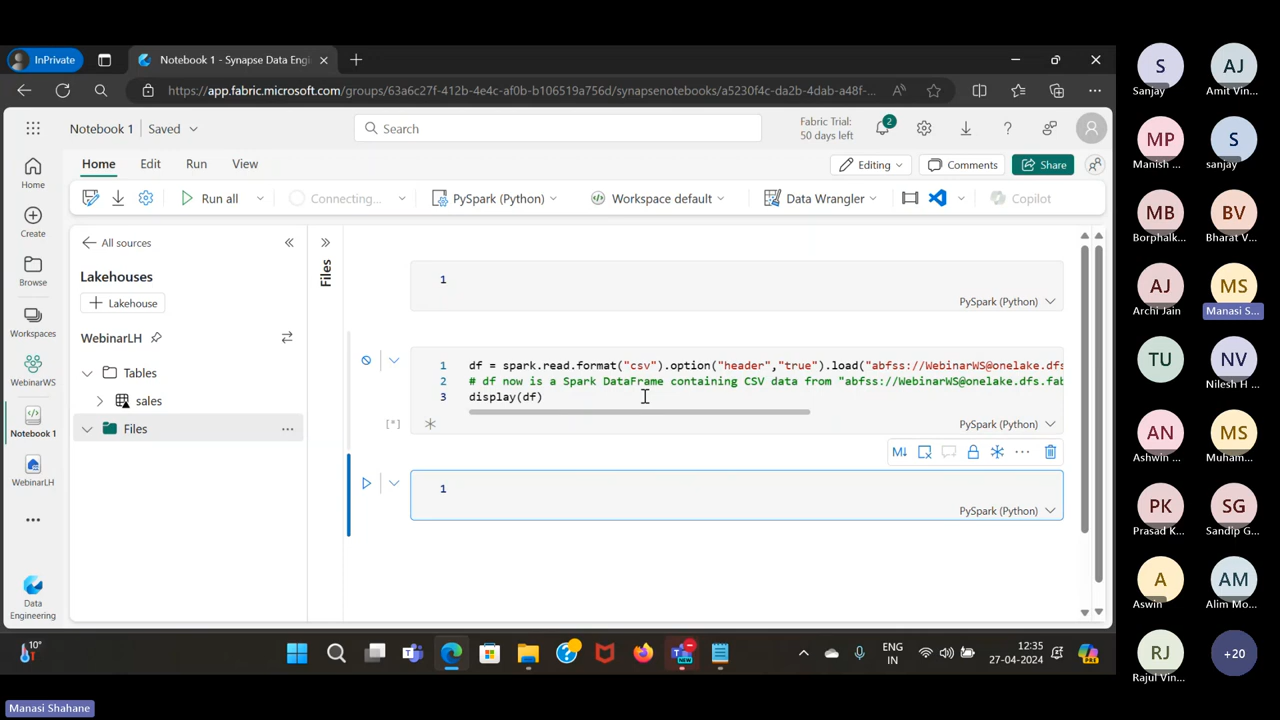 InPrivate
Notebook 1 - Synapse Data Engi
https://app.fabric.microsoft.com/groups/63a6c27f-412b-4e4c-af0b-b106519a756d/synapsenotebooks/a5230f4c-da2b-4dab-a48f-...
Notebook 1 | Saved
Search
Fabric Trial:
50 days left
2
Home
Edit
Run
View
Editing
Comments
Share
Run all
Connecting...
PySpark (Python)
Workspace default
Data Wrangler
Copilot
Home
Create
Browse
Workspaces
WebinarWS
Notebook 1
WebinarLH
Data
Engineering
All sources
Lakehouses
Lakehouse
WebinarLH
Tables
sales
Files
Files
1
PySpark (Python)
1 df = spark.read.format("csv").option("header","true").load("abfss://WebinarWS@onelake.dfs
2 # df now is a Spark DataFrame containing CSV data from "abfss://WebinarWS@onelake.dfs.fab
3 display(df)
[*]
PySpark (Python)
M↓
1
PySpark (Python)
10°
NEW
ENG
IN
12:35
27-04-2024
PRE
Manasi Shahane
S
Sanjay
AJ
Amit Vin...
MP
Manish ...
S
sanjay
MB
Borphalk...
BV
Bharat V...
AJ
Archi Jain
MS
Manasi S...
TU
NV
Nilesh H ...
AN
Ashwin ...
MS
Muham...
PK
Prasad K...
SG
Sandip G...
A
Aswin
AM
Alim Mo...
RJ
Rajul Vin...
+20